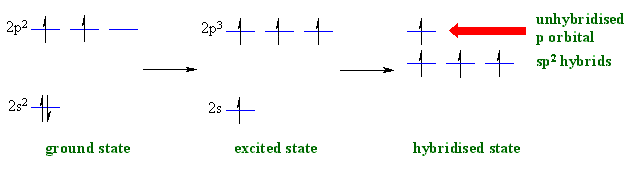 2p² 2p³ unhybridised
p orbital
sp² hybrids
2s² 2s
ground state excited state hybridised state